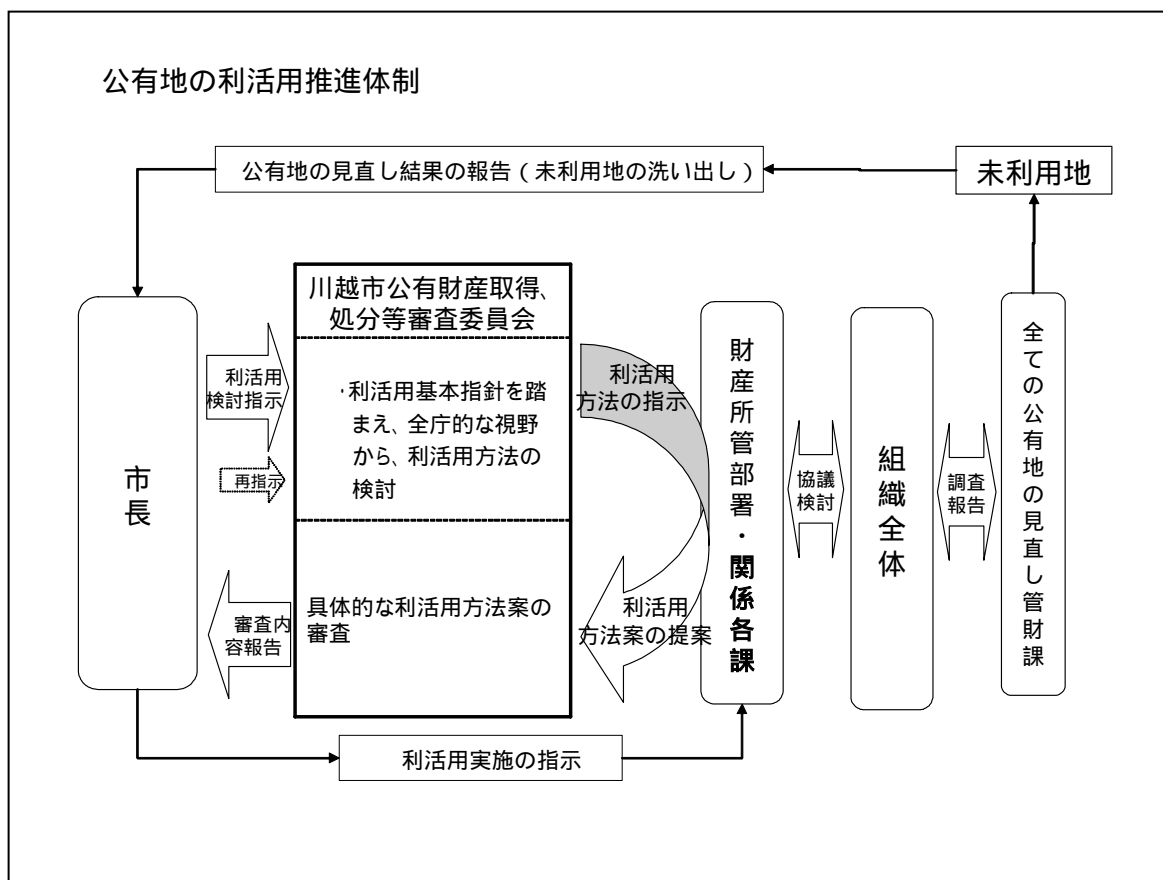 公有地の利活用推進体制
公有地の見直し結果の報告（未利用地の洗い出し）
未利用地
市長
利活用
検討指示
再指示
審査内
容報告
川越市公有財産取得、
処分等審査委員会
・利活用基本指針を踏
まえ、全庁的な視野
から、利活用方法の
検討
具体的な利活用方法案の
審査
利活用
方法の指示
利活用
方法案の提案
財産所管部署・関係各課
協議
検討
組織全体
調査
報告
全ての公有地の見直し管財課
利活用実施の指示